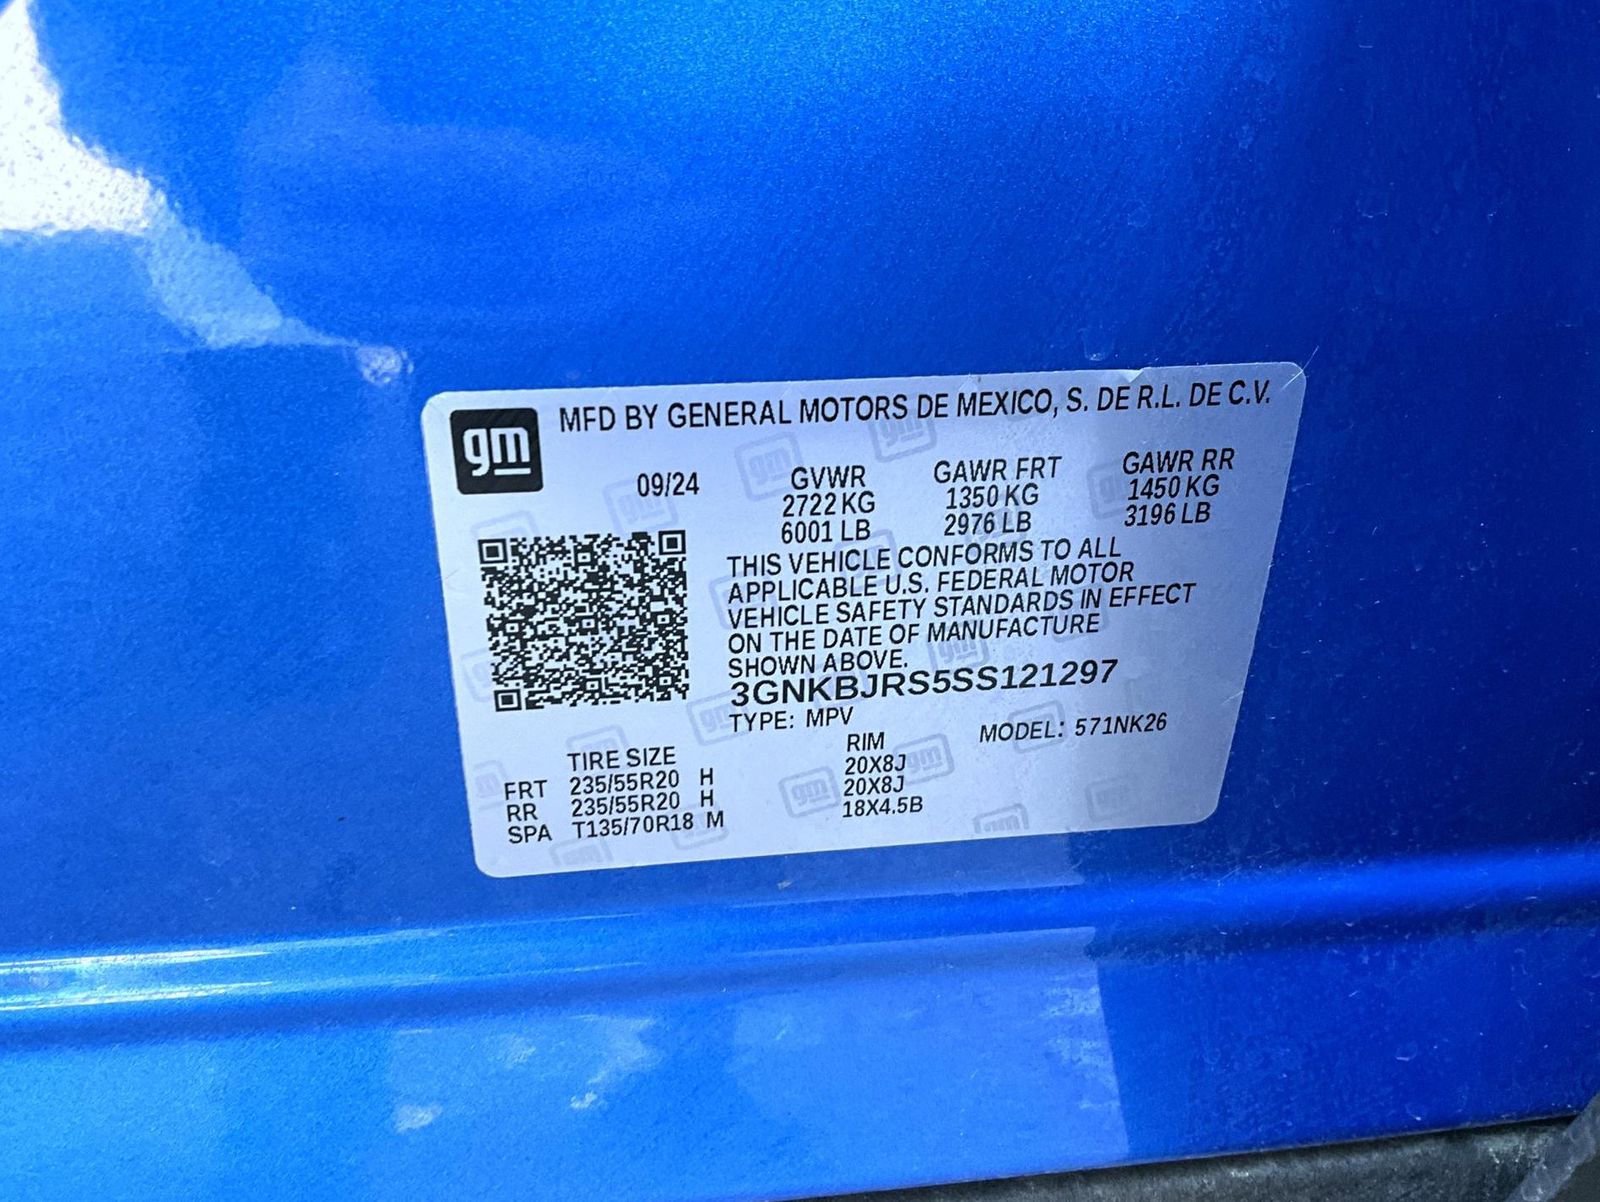 gm MFD BY GENERAL MOTORS DE MEXICO, S. DE R.L. DE C.V.
09/24 GVWR GAWR FRT GAWR RR
2722 KG 1350 KG 1450 KG
6001 LB 2976 LB 3196 LB
THIS VEHICLE CONFORMS TO ALL
APPLICABLE U.S. FEDERAL MOTOR
VEHICLE SAFETY STANDARDS IN EFFECT
ON THE DATE OF MANUFACTURE
SHOWN ABOVE.
3GNKBJRS5SS121297
TYPE: MPV MODEL: 571NK26
TIRE SIZE RIM
FRT 235/55R20 H 20X8J
RR 235/55R20 H 20X8J
SPA T135/70R18 M 18X4.5B